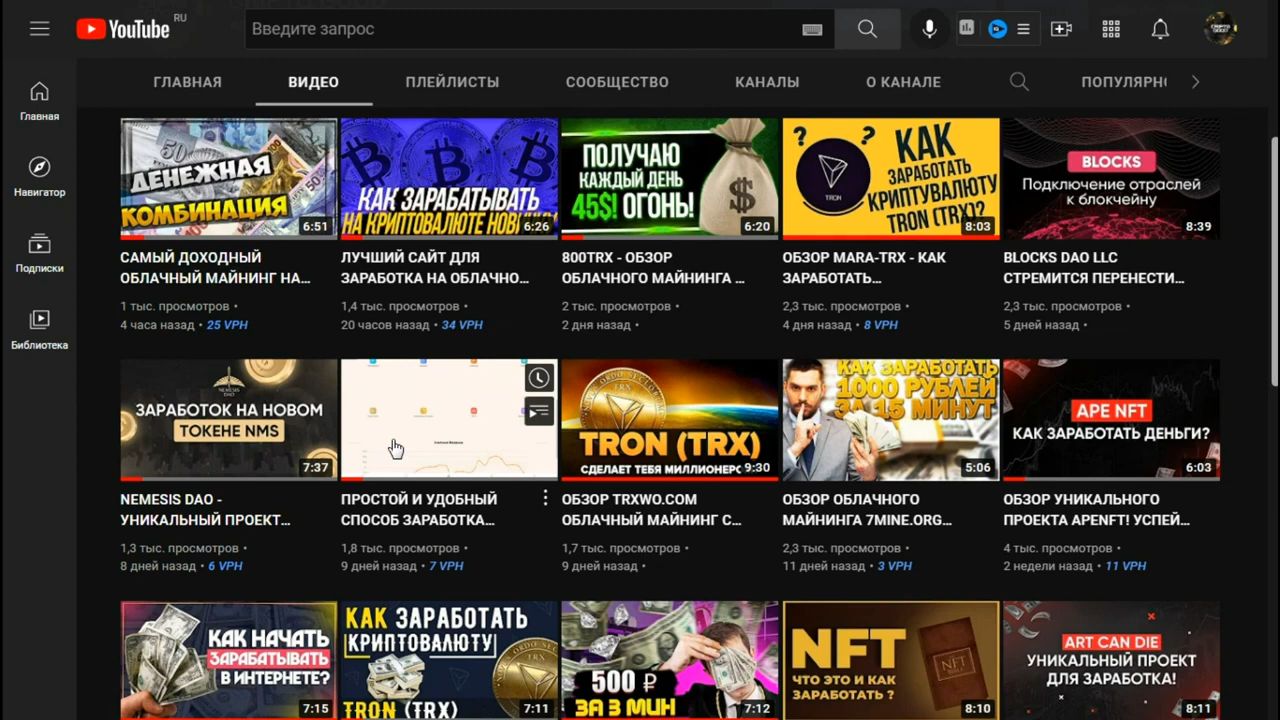 YouTube RU
Введите запрос
ГЛАВНАЯ ВИДЕО ПЛЕЙЛИСТЫ СООБЩЕСТВО КАНАЛЫ О КАНАЛЕ ПОПУЛЯРНО
Главная
Навигатор
Подписки
Библиотека
ДЕНЕЖНАЯ
КОМБИНАЦИЯ
6:51
САМЫЙ ДОХОДНЫЙ
ОБЛАЧНЫЙ МАЙНИНГ НА...
1 тыс. просмотров •
4 часа назад • 25 VPH
КАК ЗАРАБАТЫВАТЬ
НА КРИПТОВАЛЮТЕ
6:26
ЛУЧШИЙ САЙТ ДЛЯ
ЗАРАБОТКА НА ОБЛАЧНО...
1,4 тыс. просмотров •
20 часов назад • 34 VPH
ПОЛУЧАЮ
КАЖДЫЙ ДЕНЬ
45$! ОГОНЬ!
6:20
800TRX - ОБЗОР
ОБЛАЧНОГО МАЙНИНГА ...
2 тыс. просмотров •
2 дня назад •
? ?
КАК
ЗАРАБОТАТЬ
КРИПТУВАЛЮТУ
TRON (TRX)?
TRON
8:03
ОБЗОР MARA-TRX - КАК
ЗАРАБОТАТЬ...
2,3 тыс. просмотров •
4 дня назад • 8 VPH
BLOCKS
Подключение отраслей
к блокчейну
8:39
BLOCKS DAO LLC
СТРЕМИТСЯ ПЕРЕНЕСТИ...
2,3 тыс. просмотров •
5 дней назад •
NEMESIS
DAO
ЗАРАБОТОК НА НОВОМ
ТОКЕНЕ NMS
7:37
NEMESIS DAO -
УНИКАЛЬНЫЙ ПРОЕКТ...
1,3 тыс. просмотров •
8 дней назад • 6 VPH
ПРОСТОЙ И УДОБНЫЙ
СПОСОБ ЗАРАБОТКА...
1,8 тыс. просмотров •
9 дней назад • 7 VPH
TRX
TRON (TRX)
СДЕЛАЕТ ТЕБЯ МИЛЛИОНЕРО
9:30
ОБЗОР TRXWO.COM
ОБЛАЧНЫЙ МАЙНИНГ С...
1,7 тыс. просмотров •
9 дней назад •
КАК ЗАРАБОТАТЬ
1000 РУБЛЕЙ
ЗА 15 МИНУТ
5:06
ОБЗОР ОБЛАЧНОГО
МАЙНИНГА 7MINE.ORG...
2,3 тыс. просмотров •
11 дней назад • 3 VPH
APE NFT
КАК ЗАРАБОТАТЬ ДЕНЬГИ?
6:03
ОБЗОР УНИКАЛЬНОГО
ПРОЕКТА APENFT! УСПЕЙ...
4 тыс. просмотров •
2 недели назад • 11 VPH
КАК НАЧАТЬ
ЗАРАБАТЫВАТЬ
В ИНТЕРНЕТЕ?
7:15
КАК ЗАРАБОТАТЬ
КРИПТОВАЛЮТУ
TRON (TRX)
TRX
7:11
500 ₽
ЗА 3 МИН
7:12
NFT
ЧТО ЭТО И КАК
ЗАРАБОТАТЬ ?
NFT
8:10
ART CAN DIE
УНИКАЛЬНЫЙ ПРОЕКТ
ДЛЯ ЗАРАБОТКА!
8:11